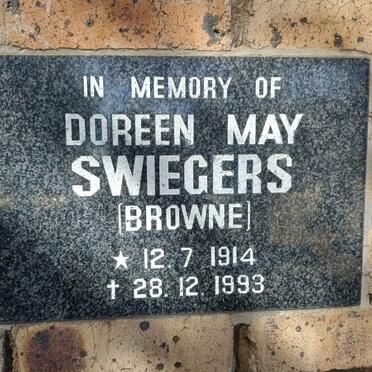 IN MEMORY OF
DOREEN MAY
SWIEGERS
[BROWNE]
★ 12. 7 1914
† 28. 12. 1993